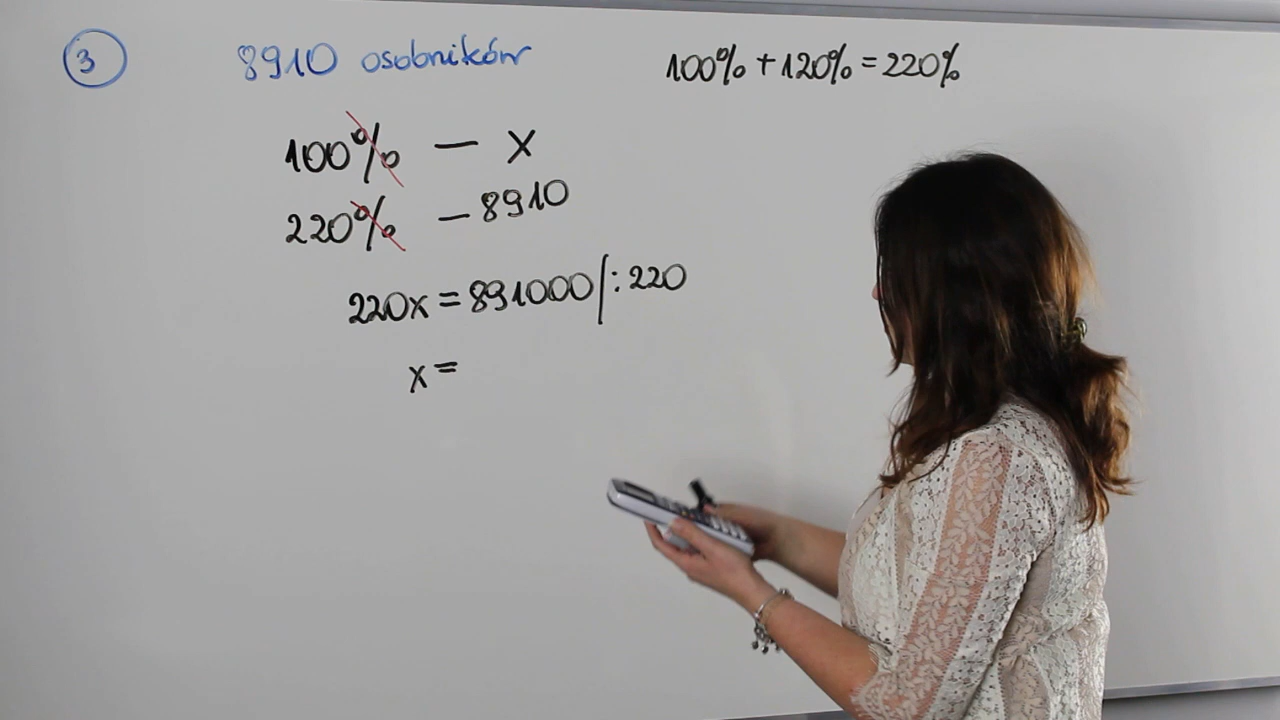 3
8910 osobników
100% + 120% = 220%
100% — x
220% — 8910
220x = 891000 /: 220
x =